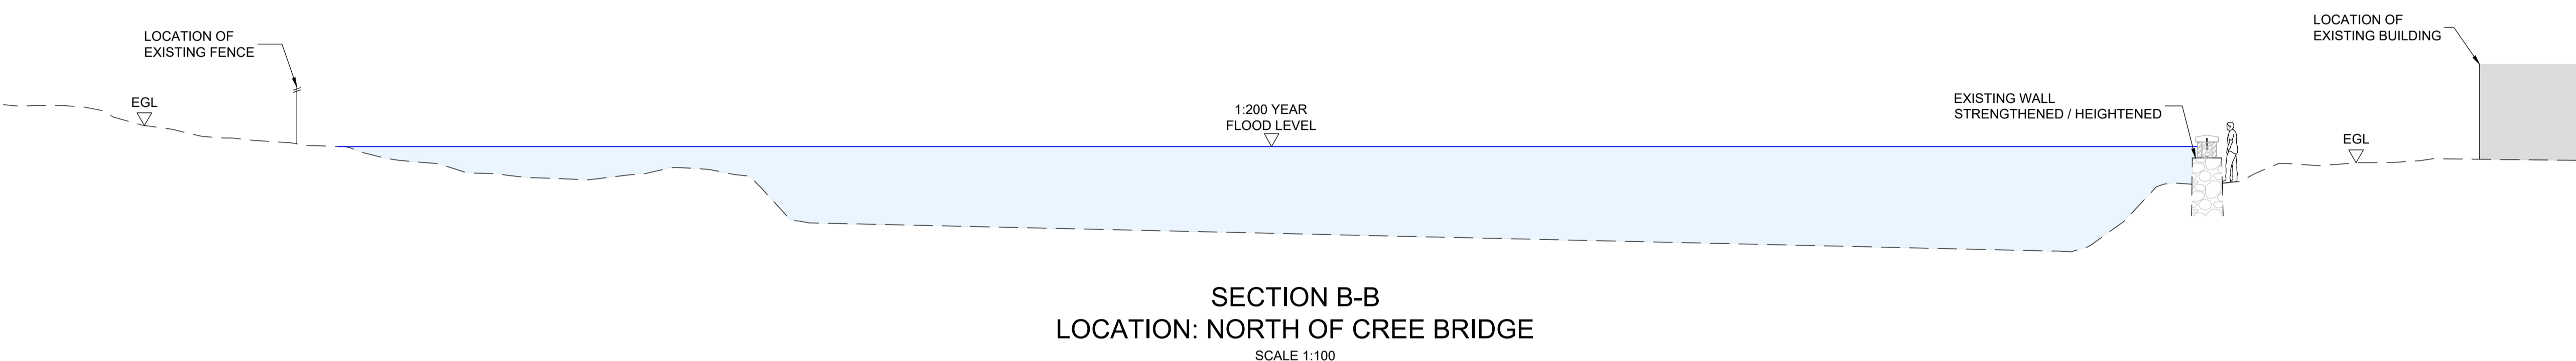 LOCATION OF
EXISTING FENCE
EGL
1:200 YEAR
FLOOD LEVEL
EXISTING WALL
STRENGTHENED / HEIGHTENED
LOCATION OF
EXISTING BUILDING
EGL
SECTION B-B
LOCATION: NORTH OF CREE BRIDGE
SCALE 1:100